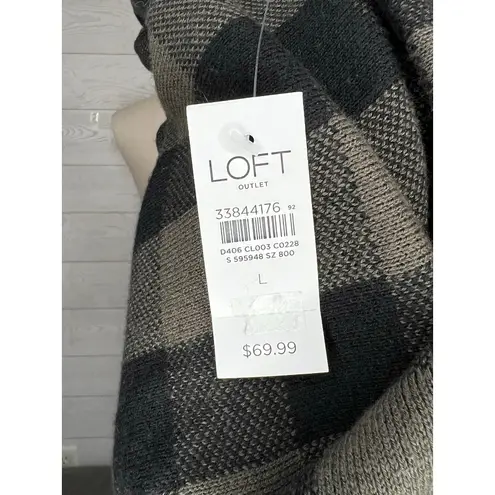 LOFT
OUTLET
33844176 92
D406 CL003 C0228
S 595948 SZ 800
L
$69.99